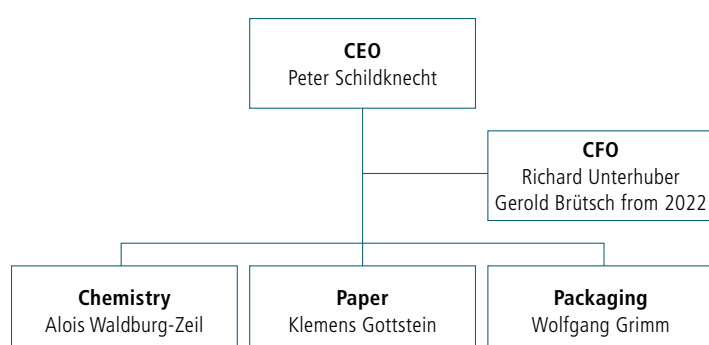 CEO
Peter Schildknecht
CFO
Richard Unterhuber
Gerold Brütsch from 2022
Chemistry
Alois Waldburg-Zeil
Paper
Klemens Gottstein
Packaging
Wolfgang Grimm